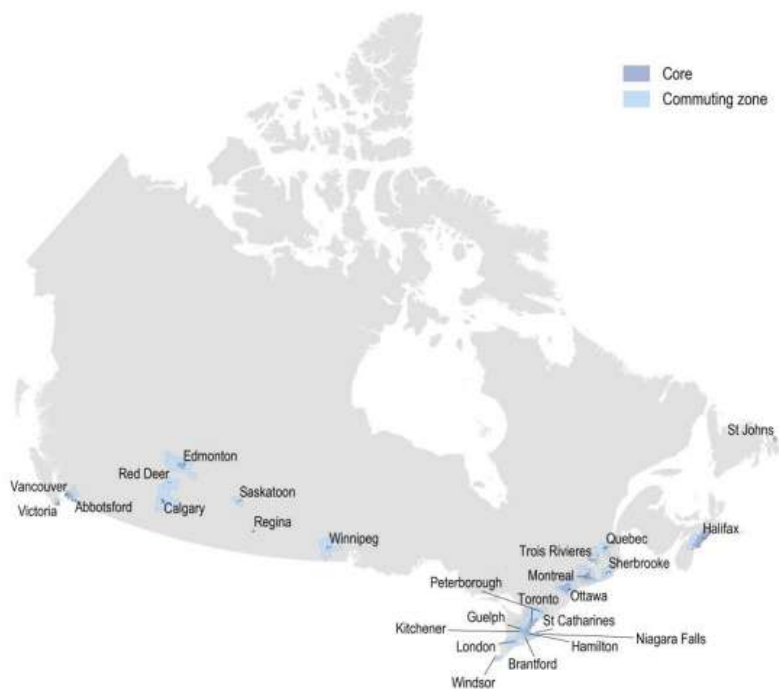 Core
Commuting zone
St Johns
Edmonton
Red Deer
Vancouver
Saskatoon
Abbotsford
Calgary
Victoria
Regina
Halifax
Winnipeg
Quebec
Trois Rivieres
Sherbrooke
Montreal
Peterborough
Ottawa
Toronto
Guelph
St Catharines
Kitchener
Niagara Falls
London
Hamilton
Brantford
Windsor